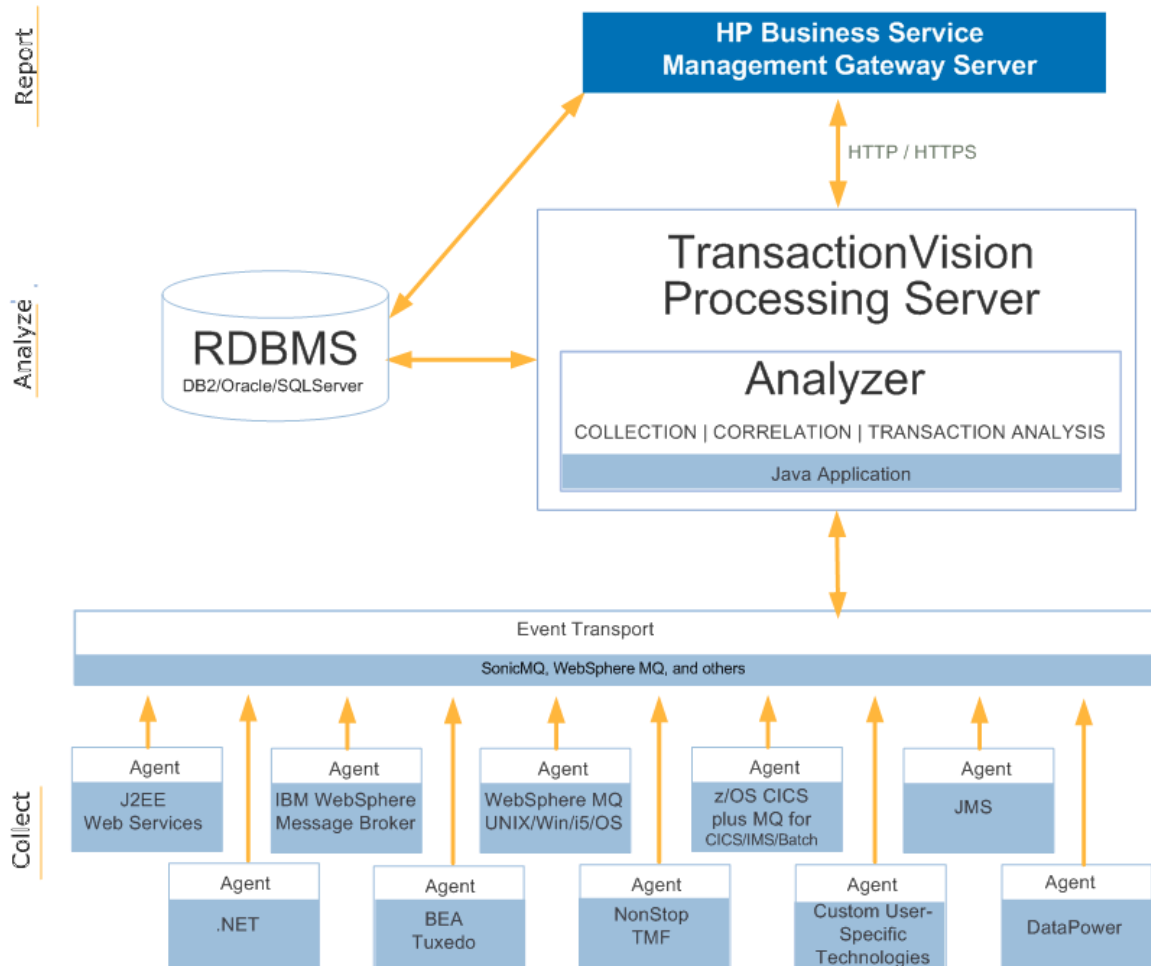 Report
HP Business Service
Management Gateway Server
HTTP / HTTPS
Analyze
RDBMS
DB2/Oracle/SQLServer
TransactionVision
Processing Server
Analyzer
COLLECTION | CORRELATION | TRANSACTION ANALYSIS
Java Application
Event Transport
SonicMQ, WebSphere MQ, and others
Collect
Agent
J2EE
Web Services
Agent
IBM WebSphere
Message Broker
Agent
WebSphere MQ
UNIX/Win/i5/OS
Agent
z/OS CICS
plus MQ for
CICS/IMS/Batch
Agent
JMS
Agent
.NET
Agent
BEA
Tuxedo
Agent
NonStop
TMF
Agent
Custom User-
Specific
Technologies
Agent
DataPower